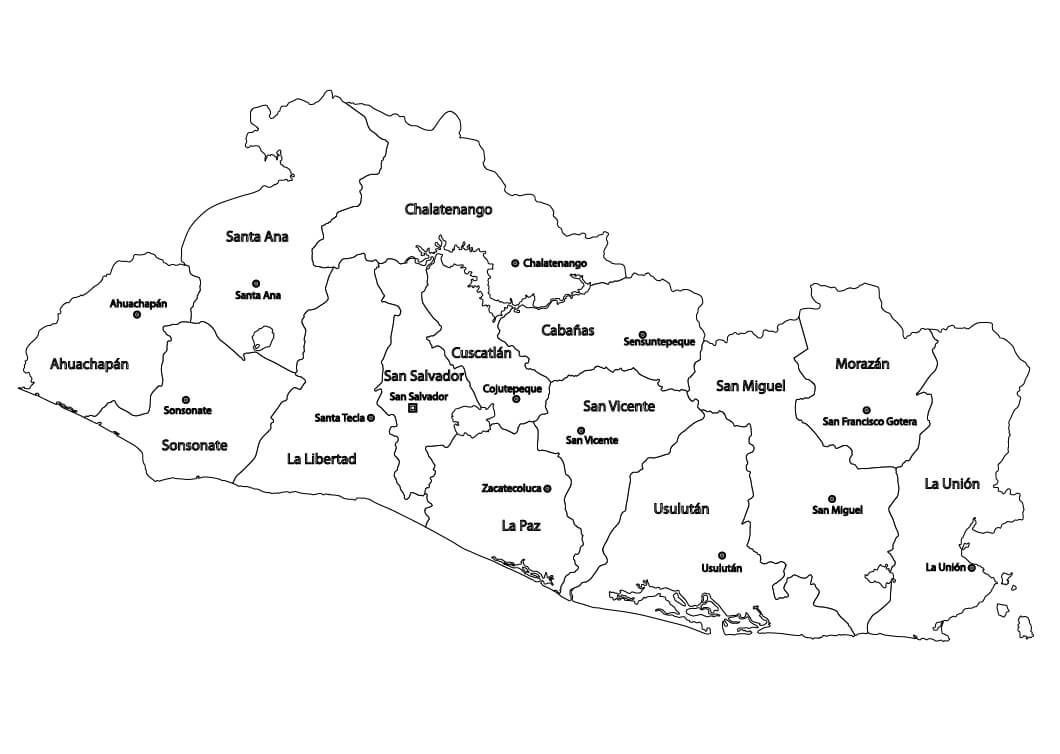 Chalatenango
Santa Ana
Chalatenango
Santa Ana
Ahuachapán
Cabañas
Sensuntepeque
Cuscatlán
Ahuachapán
Morazán
San Salvador
San Miguel
Cojutepeque
San Salvador
San Vicente
Sonsonate
Santa Tecla
San Francisco Gotera
San Vicente
Sonsonate
La Libertad
La Unión
Zacatecoluca
Usulután
San Miguel
La Paz
Usulután
La Unión